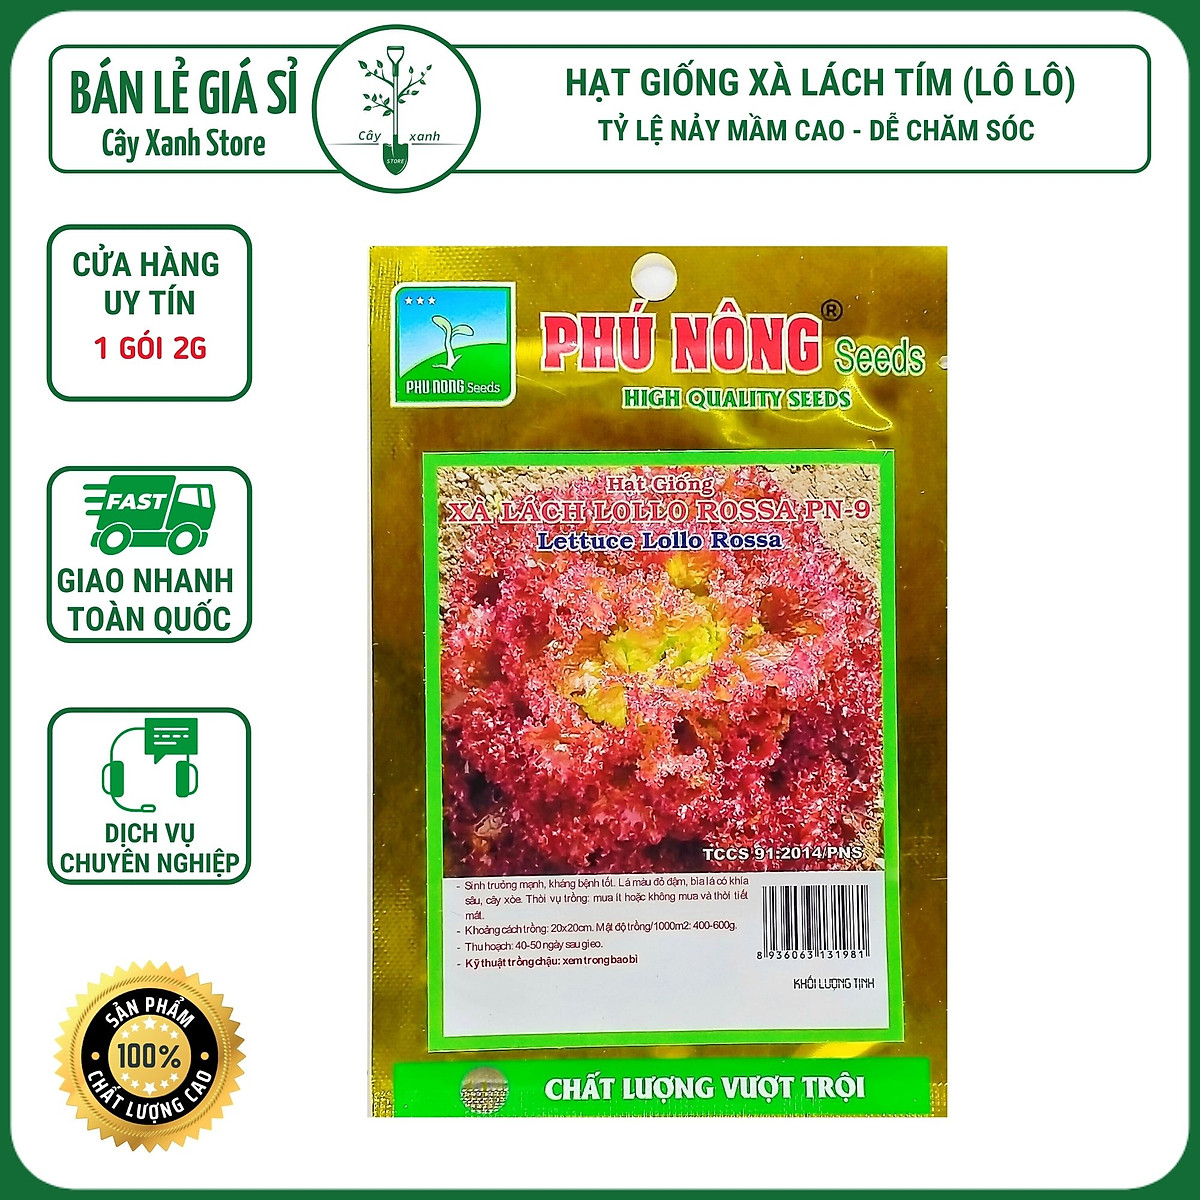 BÁN LẺ GIÁ SỈ
Cây Xanh Store
Cây xanh
STORE
HẠT GIỐNG XÀ LÁCH TÍM (LÔ LÔ)
TỶ LỆ NẢY MẦM CAO - DỄ CHĂM SÓC
CỬA HÀNG
UY TÍN
1 GÓI 2G
FAST
GIAO NHANH
TOÀN QUỐC
DỊCH VỤ
CHUYÊN NGHIỆP
SẢN PHẨM
100%
CHẤT LƯỢNG CAO
PHU NONG Seeds
PHÚ NÔNG® Seeds
HIGH QUALITY SEEDS
Hạt Giống
XÀ LÁCH LOLLO ROSSA PN-9
Lettuce Lollo Rossa
TCCS 91:2014/PNS
- Sinh trưởng mạnh, kháng bệnh tốt. Lá màu đỏ đậm, bìa lá có khía
sâu, cây xòe. Thời vụ trồng: mưa ít hoặc không mưa và thời tiết
mát.
- Khoảng cách trồng: 20x20cm. Mật độ trồng/1000m2: 400-600g.
- Thu hoạch: 40-50 ngày sau gieo.
- Kỹ thuật trồng chậu: xem trong bao bì
8 936063 131981
KHỐI LƯỢNG TỊNH
CHẤT LƯỢNG VƯỢT TRỘI